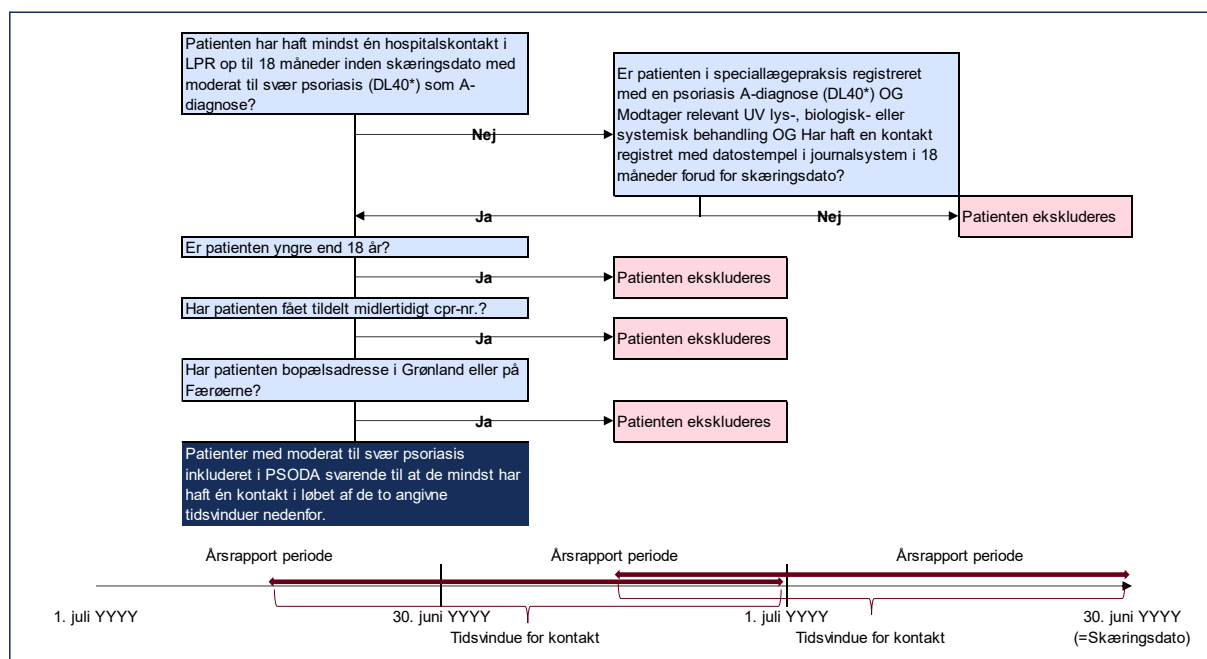 Patienten har haft mindst én hospitalskontakt i
LPR op til 18 måneder inden skæringsdato med
moderat til svær psoriasis (DL40*) som A-
diagnose?
Er patienten i speciallægepraksis registreret
med en psoriasis A-diagnose (DL40*) OG
Modtager relevant UV lys-, biologisk- eller
systemisk behandling OG Har haft en kontakt
registret med datostempel i journalsystem i 18
måneder forud for skæringsdato?
Nej
Ja
Nej
Patienten ekskluderes
Er patienten yngre end 18 år?
Ja
Patienten ekskluderes
Har patienten fået tildelt midlertidigt cpr-nr.?
Ja
Patienten ekskluderes
Har patienten bopælsadresse i Grønland eller på
Færøerne?
Ja
Patienten ekskluderes
Patienter med moderat til svær psoriasis
inkluderet i PSODA svarende til at de mindst har
haft én kontakt i løbet af de to angivne
tidsvinduer nedenfor.
Årsrapport periode
Årsrapport periode
Årsrapport periode
1. juli YYYY
30. juni YYYY
1. juli YYYY
30. juni YYYY
(=Skæringsdato)
Tidsvindue for kontakt
Tidsvindue for kontakt